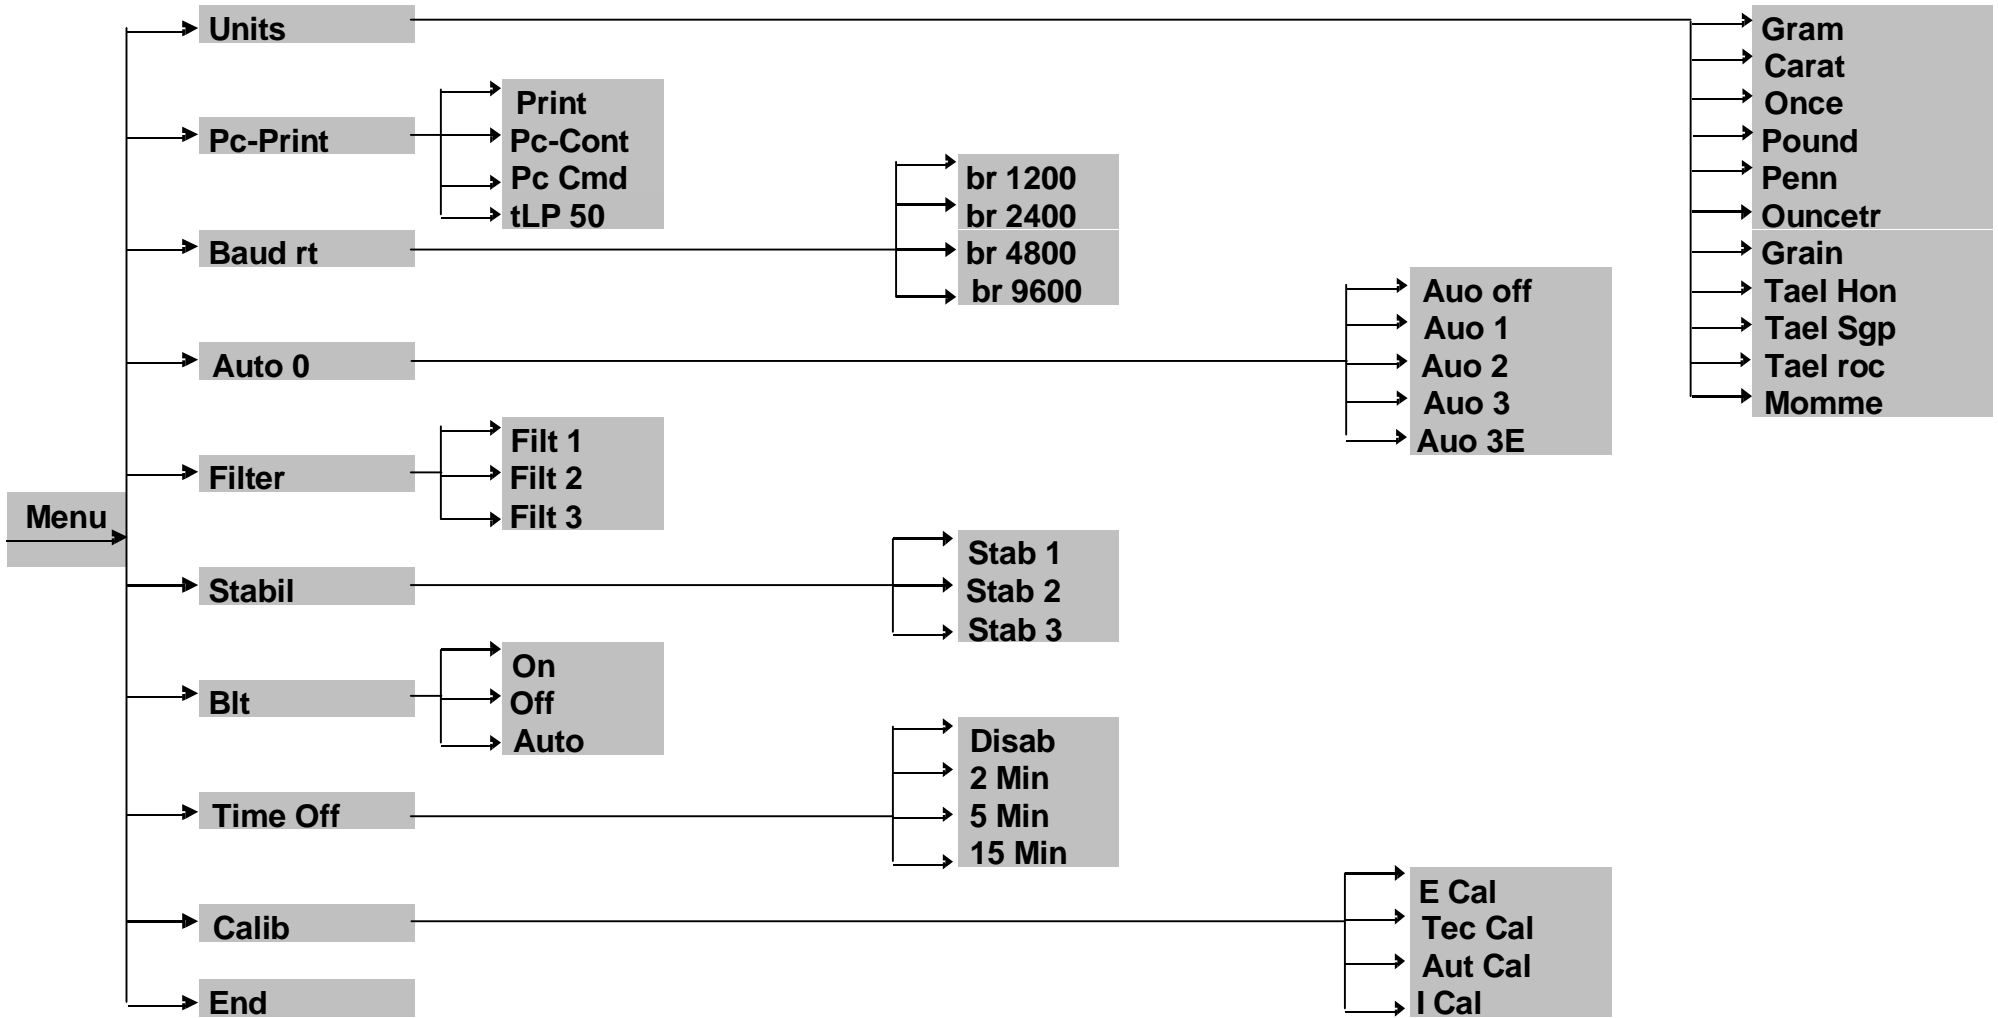 Menu
Units
Gram
Carat
Once
Pound
Penn
Ouncetr
Grain
Tael Hon
Tael Sgp
Tael roc
Momme
Pc-Print
Print
Pc-Cont
Pc Cmd
tLP 50
Baud rt
br 1200
br 2400
br 4800
br 9600
Auto 0
Auo off
Auo 1
Auo 2
Auo 3
Auo 3E
Filter
Filt 1
Filt 2
Filt 3
Stabil
Stab 1
Stab 2
Stab 3
Blt
On
Off
Auto
Time Off
Disab
2 Min
5 Min
15 Min
Calib
E Cal
Tec Cal
Aut Cal
I Cal
End